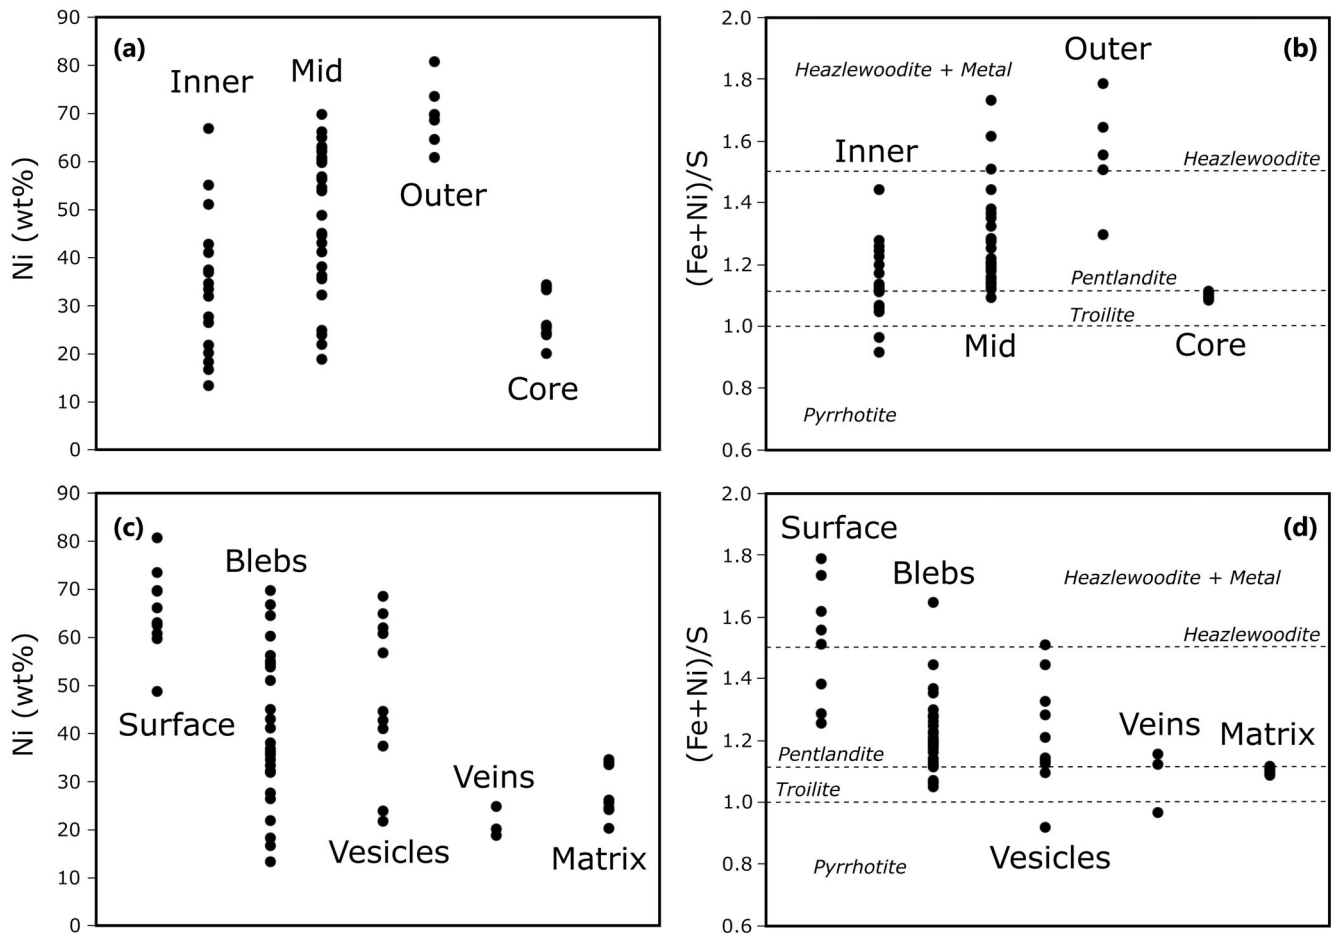 90
80
70
60
50
40
30
20
10
0
Ni (wt%)
(a)
Inner
Mid
Outer
Core
2.0
1.8
1.6
1.4
1.2
1.0
0.8
0.6
(Fe+Ni)/S
(b)
Outer
Heazlewoodite + Metal
Inner
Heazlewoodite
Pentlandite
Troilite
Mid
Core
Pyrrhotite
90
80
70
60
50
40
30
20
10
0
Ni (wt%)
(c)
Blebs
Surface
Veins
Vesicles
Matrix
2.0
1.8
1.6
1.4
1.2
1.0
0.8
0.6
(Fe+Ni)/S
Surface
(d)
Blebs
Heazlewoodite + Metal
Heazlewoodite
Veins
Matrix
Pentlandite
Troilite
Vesicles
Pyrrhotite